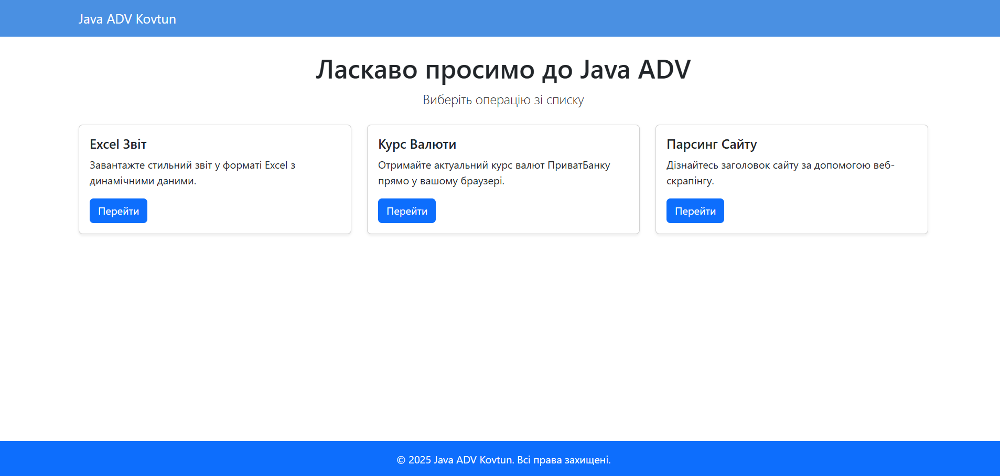 Java ADV Kovtun
Ласкаво просимо до Java ADV
Виберіть операцію зі списку
Excel Звіт
Завантажте стильний звіт у форматі Excel з
динамічними даними.
Перейти
Курс Валюти
Отримайте актуальний курс валют ПриватБанку
прямо у вашому браузері.
Перейти
Парсинг Сайту
Дізнайтесь заголовок сайту за допомогою веб-
скрапінгу.
Перейти
© 2025 Java ADV Kovtun. Всі права захищені.